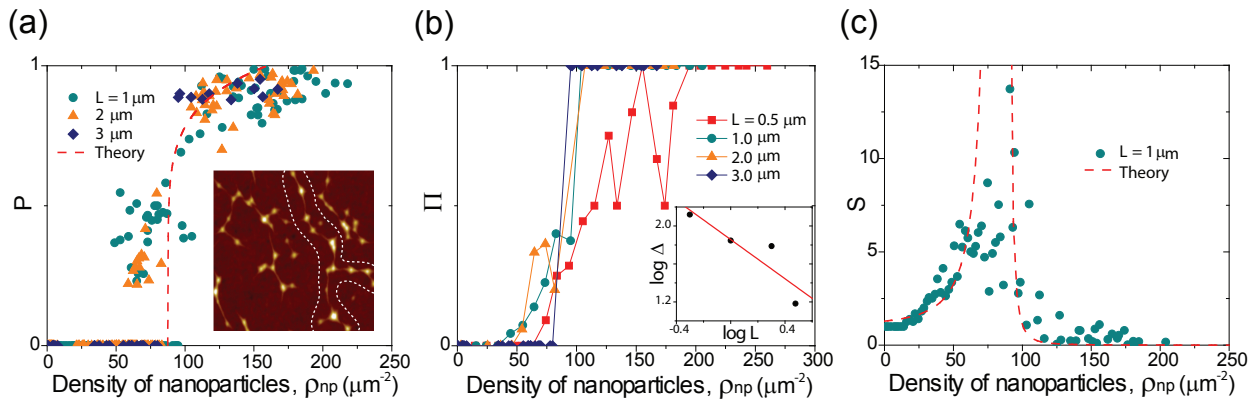 (a)
1
P
0
L = 1 μm
2 μm
3 μm
Theory
0 50 100 150 200 250
Density of nanoparticles, ρnp (μm⁻²)
(b)
1
Π
0
L = 0.5 μm
1.0 μm
2.0 μm
3.0 μm
2.0
log Δ
1.2
-0.4 log L 0.4
0 50 100 150 200 250 300
Density of nanoparticles, ρnp (μm⁻²)
(c)
15
10
S
5
0
L = 1 μm
Theory
0 50 100 150 200 250
Density of nanoparticles, ρnp (μm⁻²)